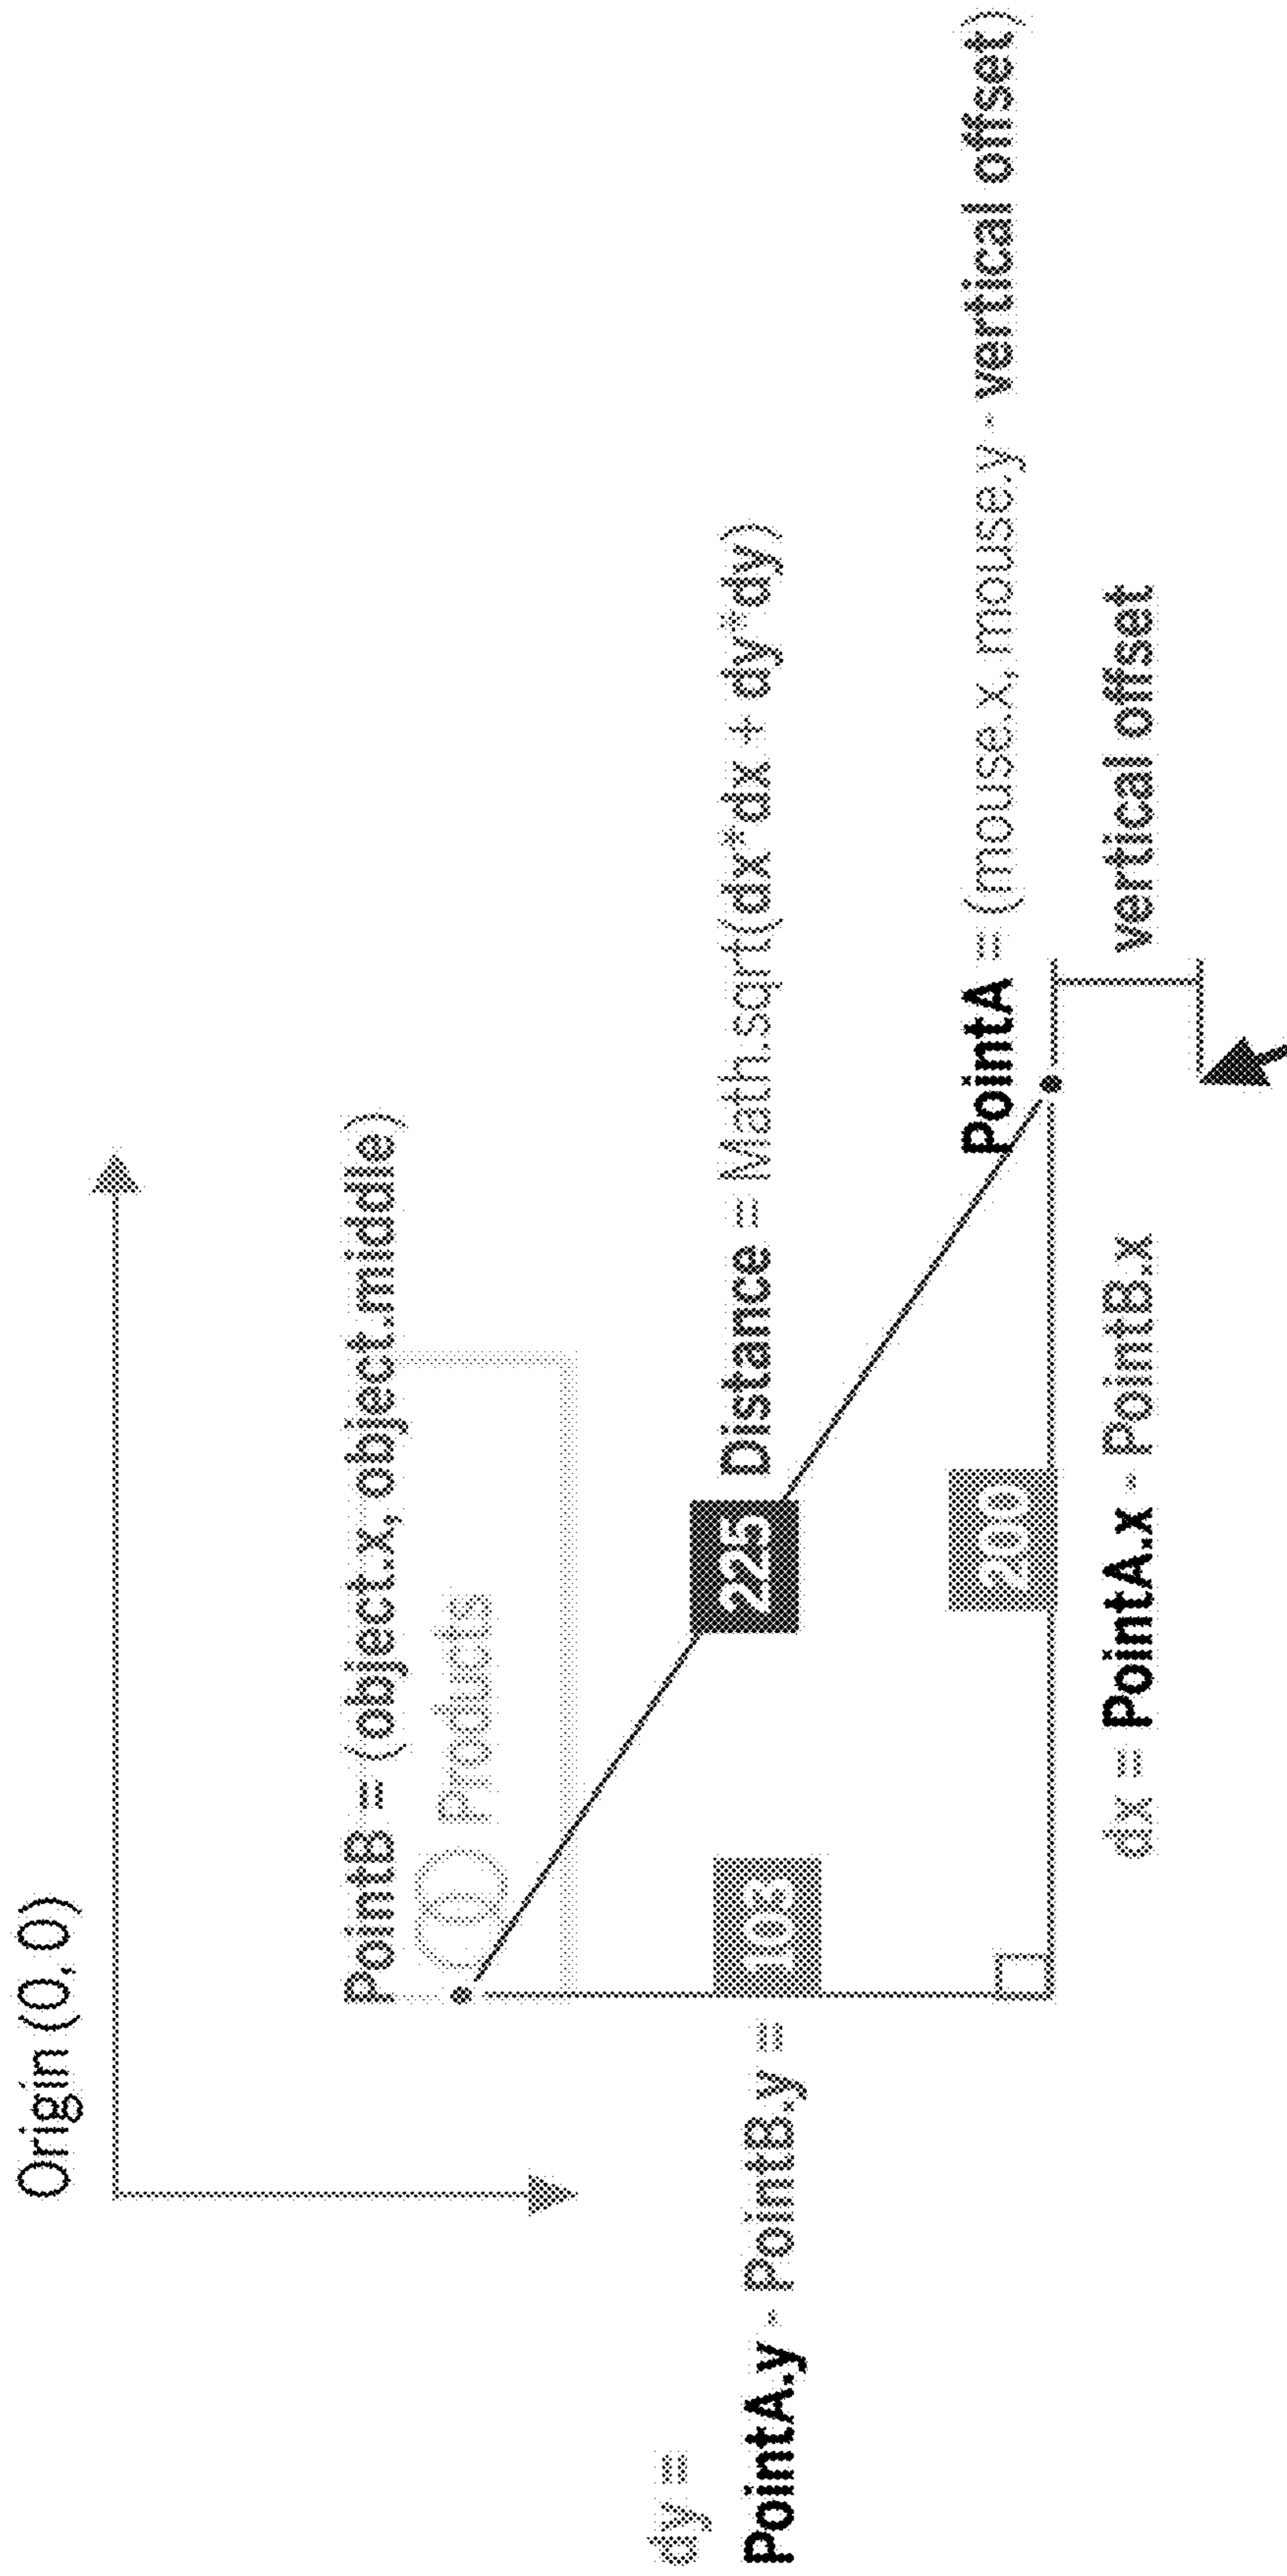 Origin (0, 0)
PointB = (object.x, object.middle)
Products
dy =
PointA.y - PointB.y =
103
225
Distance = Math.sqrt(dx*dx + dy*dy)
200
PointA = (mouse.x, mouse.y - vertical offset)
dx = PointA.x - PointB.x
vertical offset